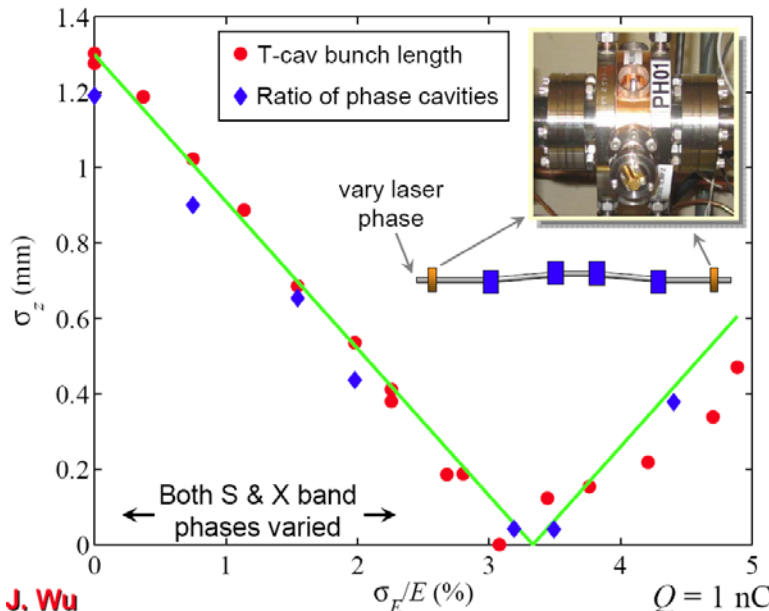 1.4
1.2
1
0.8
0.6
0.4
0.2
0
σz (mm)
T-cav bunch length
Ratio of phase cavities
PH01
vary laser
phase
Both S & X band
phases varied
0
1
2
3
4
5
σE/E (%)
Q = 1 nC
J. Wu